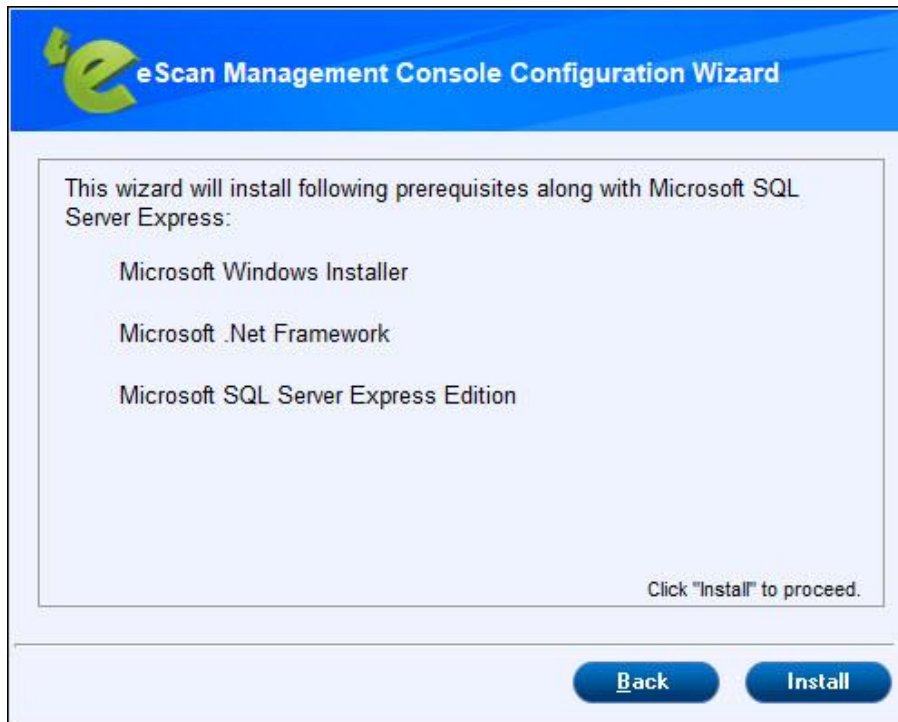 eScan Management Console Configuration Wizard
This wizard will install following prerequisites along with Microsoft SQL
Server Express:
Microsoft Windows Installer
Microsoft .Net Framework
Microsoft SQL Server Express Edition
Click "Install" to proceed.
Back
Install